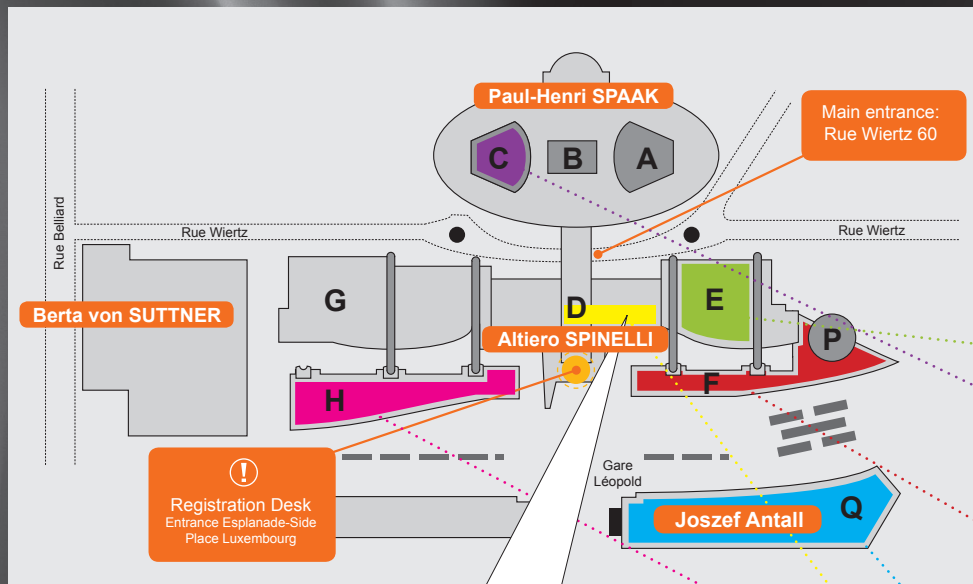 Paul-Henri SPAAK
Main entrance:
Rue Wiertz 60
C
B
A
Rue Belliard
Rue Wiertz
Rue Wiertz
G
D
E
Berta von SUTTNER
Altiero SPINELLI
P
H
F
!
Registration Desk
Entrance Esplanade-Side
Place Luxembourg
Gare
Léopold
Joszef Antall
Q